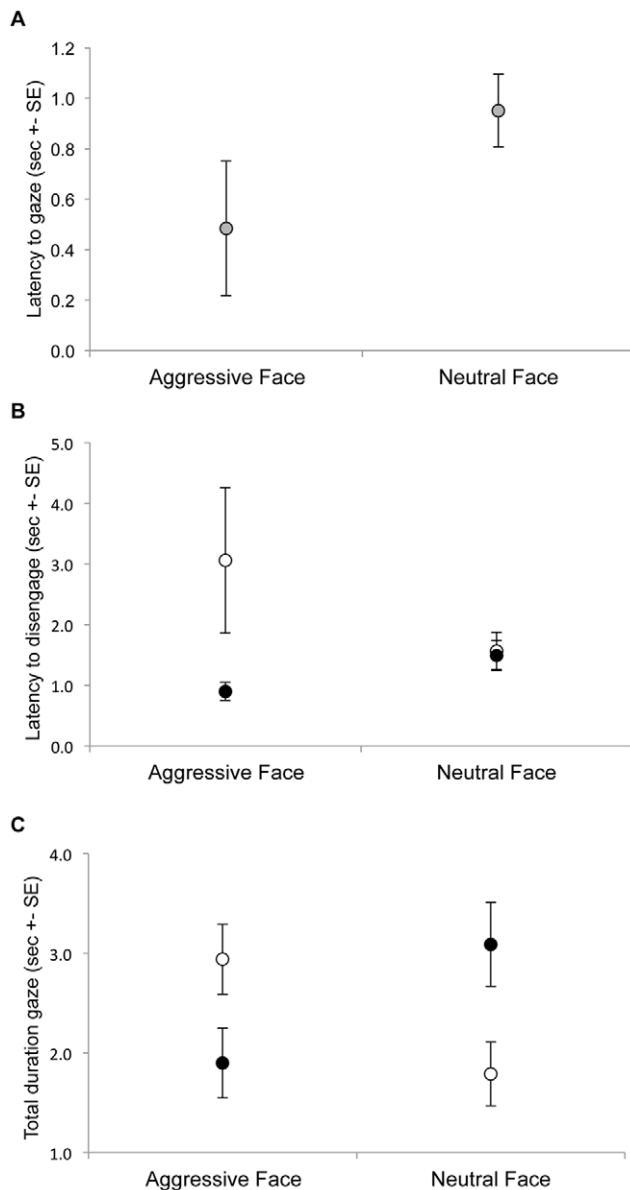 A
Latency to gaze (sec +- SE)
1.2
1.0
0.8
0.6
0.4
0.2
0.0
Aggressive Face
Neutral Face
B
Latency to disengage (sec +- SE)
5.0
4.0
3.0
2.0
1.0
0.0
Aggressive Face
Neutral Face
C
Total duration gaze (sec +- SE)
4.0
3.0
2.0
1.0
Aggressive Face
Neutral Face